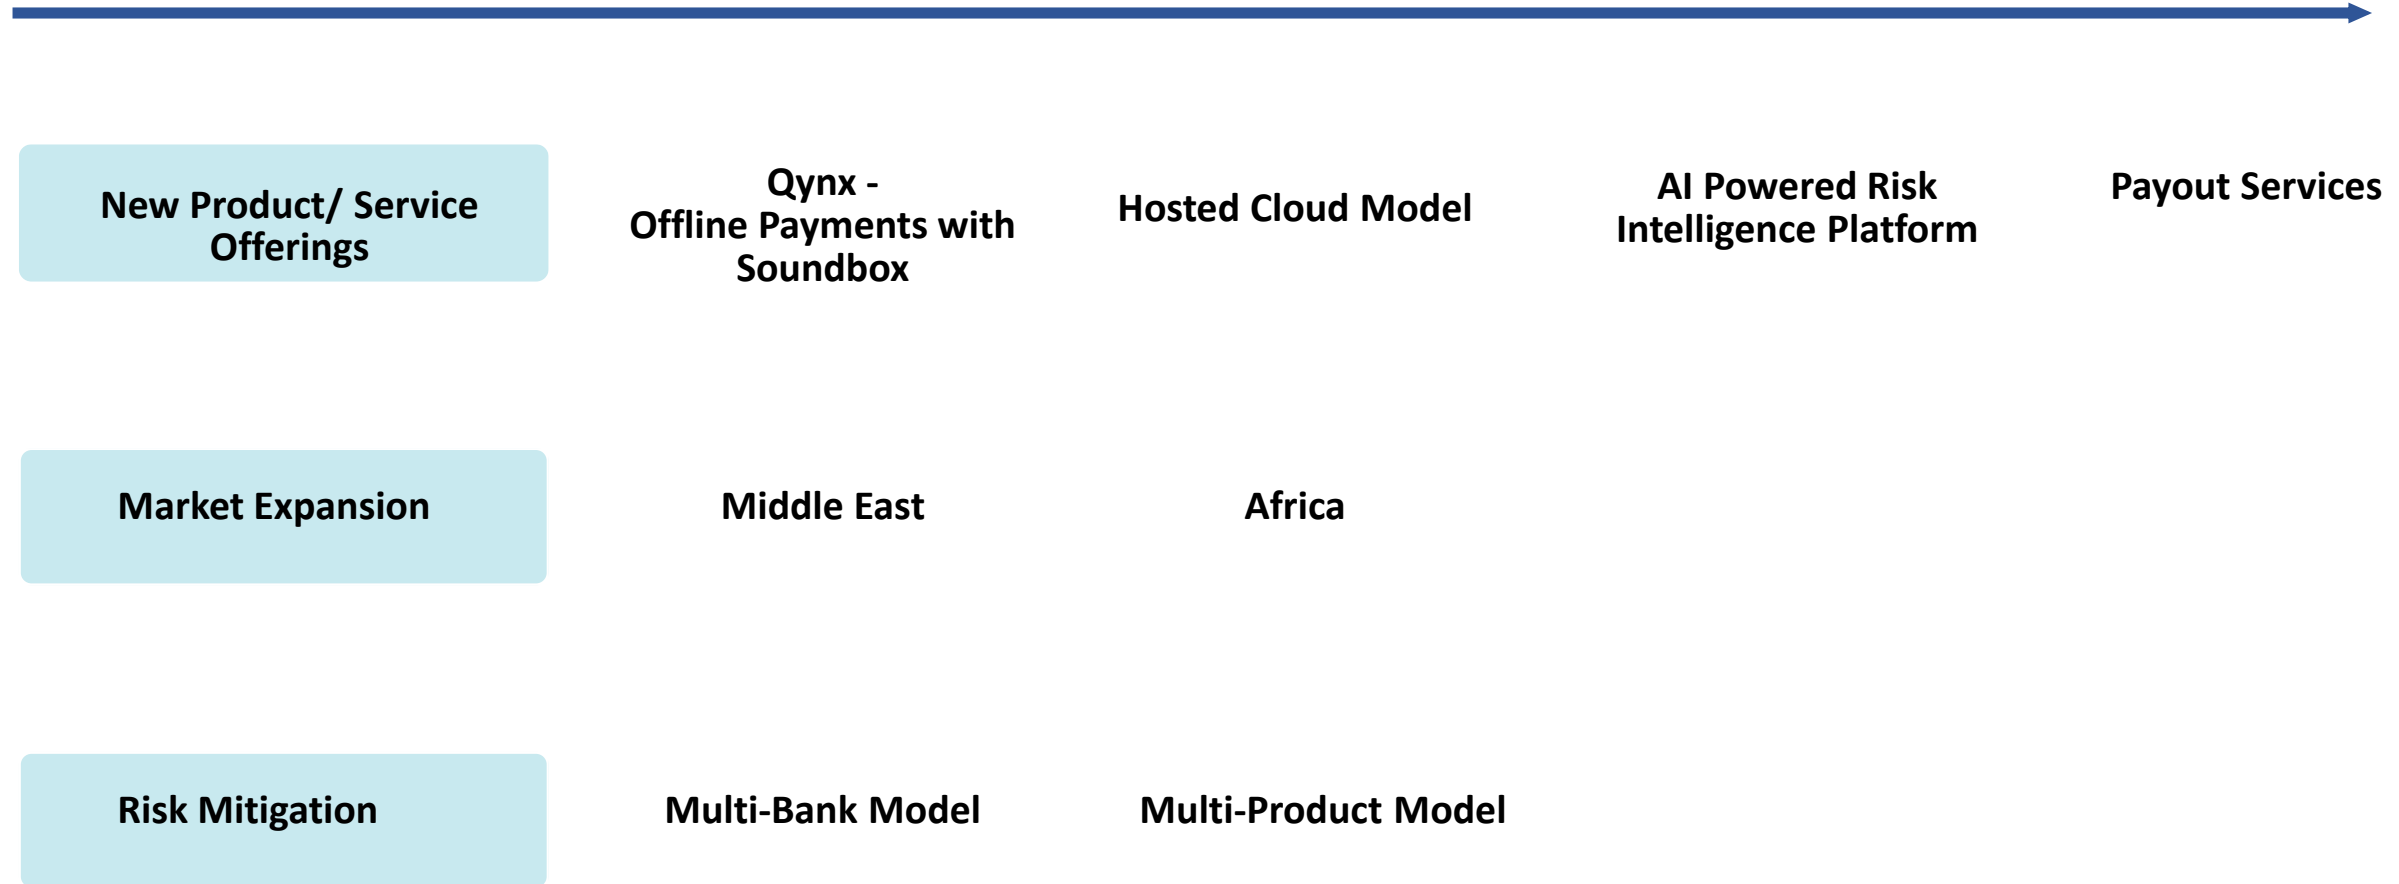 New Product/ Service
Offerings
Qynx -
Offline Payments with
Soundbox
Hosted Cloud Model
AI Powered Risk
Intelligence Platform
Payout Services
Market Expansion
Middle East
Africa
Risk Mitigation
Multi-Bank Model
Multi-Product Model